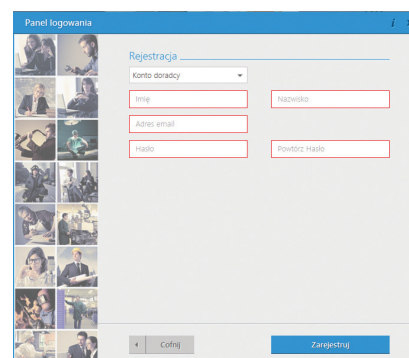 Panel logowania i
Rejestracja
Konto doradcy
Imię Nazwisko
Adres email
Hasło Powtórz Hasło
Cofnij Zarejestruj